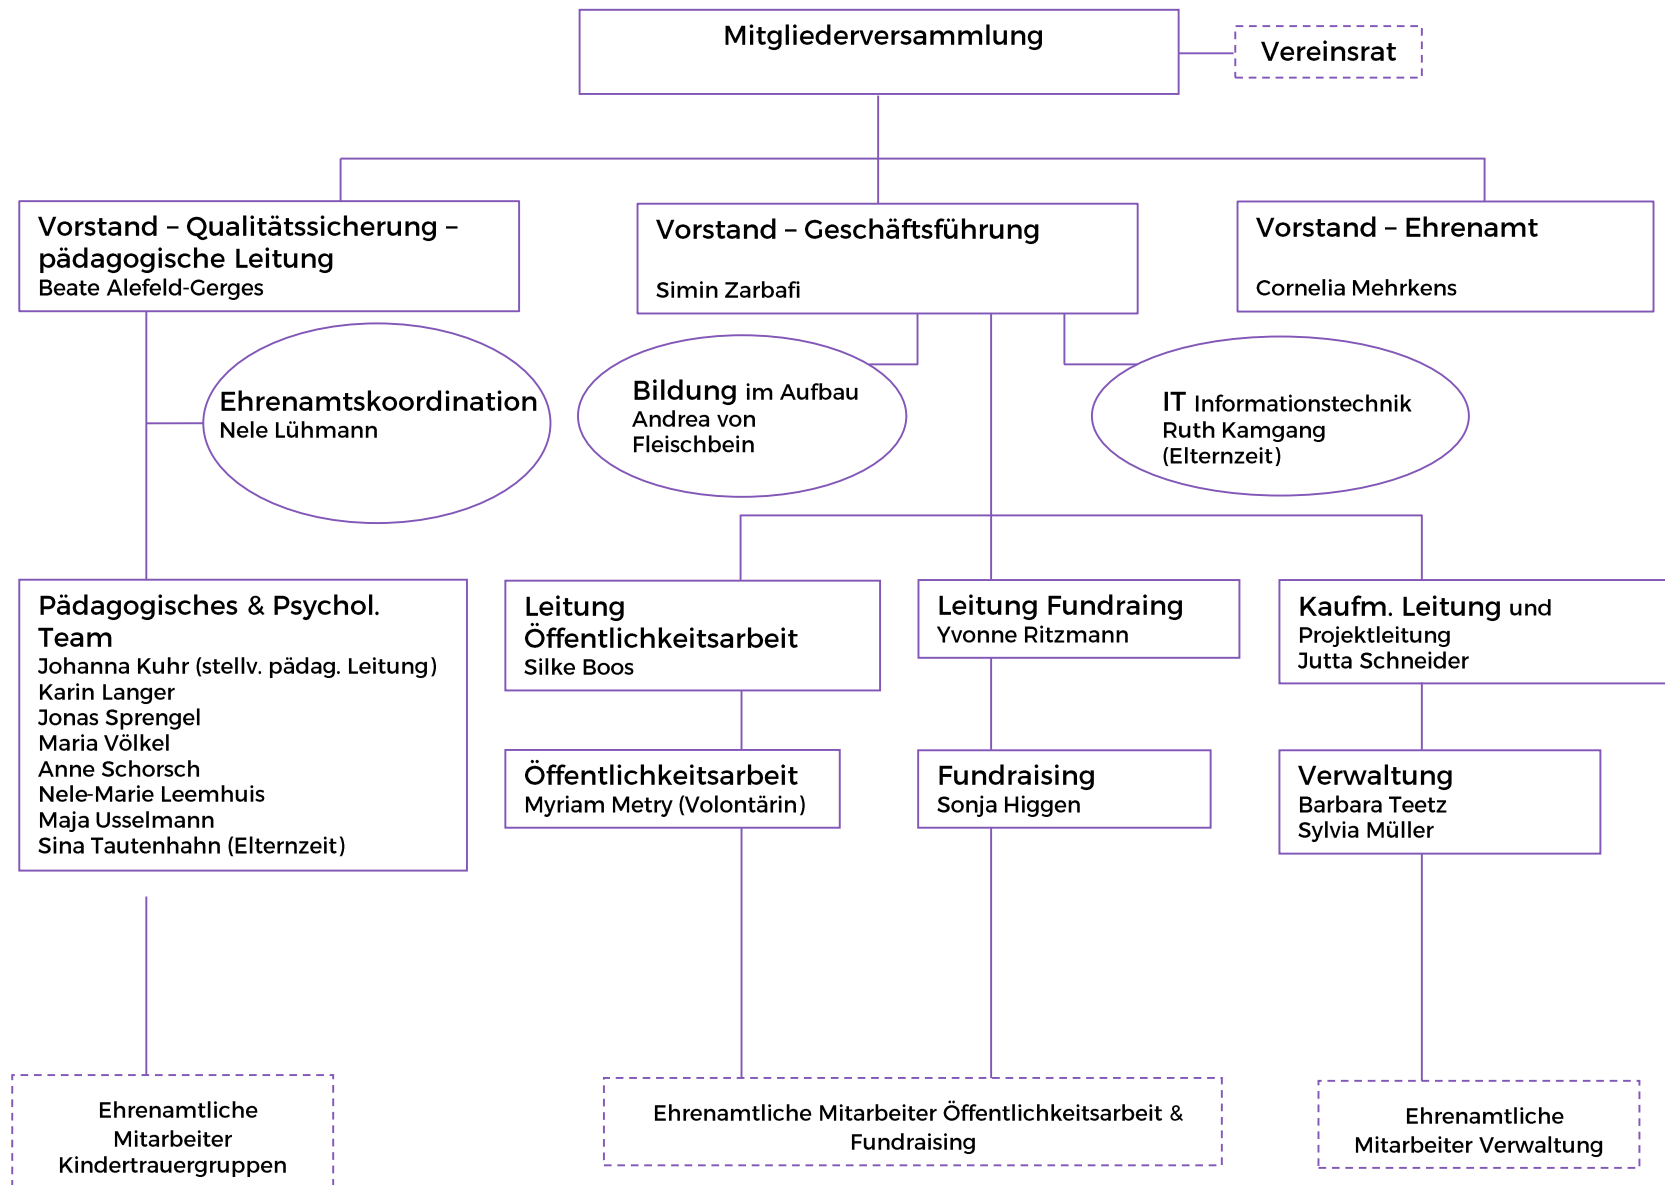 Mitgliederversammlung
Vereinsrat
Vorstand – Qualitätssicherung –
pädagogische Leitung
Beate Alefeld-Gerges
Vorstand – Geschäftsführung
Simin Zarbafi
Vorstand – Ehrenamt
Cornelia Mehrkens
Ehrenamtskoordination
Nele Lühmann
Bildung im Aufbau
Andrea von
Fleischbein
IT Informationstechnik
Ruth Kamgang
(Elternzeit)
Pädagogisches & Psychol.
Team
Johanna Kuhr (stellv. pädag. Leitung)
Karin Langer
Jonas Sprengel
Maria Völkel
Anne Schorsch
Nele-Marie Leemhuis
Maja Usselmann
Sina Tautenhahn (Elternzeit)
Leitung
Öffentlichkeitsarbeit
Silke Boos
Leitung Fundraing
Yvonne Ritzmann
Kaufm. Leitung und
Projektleitung
Jutta Schneider
Öffentlichkeitsarbeit
Myriam Metry (Volontärin)
Fundraising
Sonja Higgen
Verwaltung
Barbara Teetz
Sylvia Müller
Ehrenamtliche
Mitarbeiter
Kindertrauergruppen
Ehrenamtliche Mitarbeiter Öffentlichkeitsarbeit &
Fundraising
Ehrenamtliche
Mitarbeiter Verwaltung